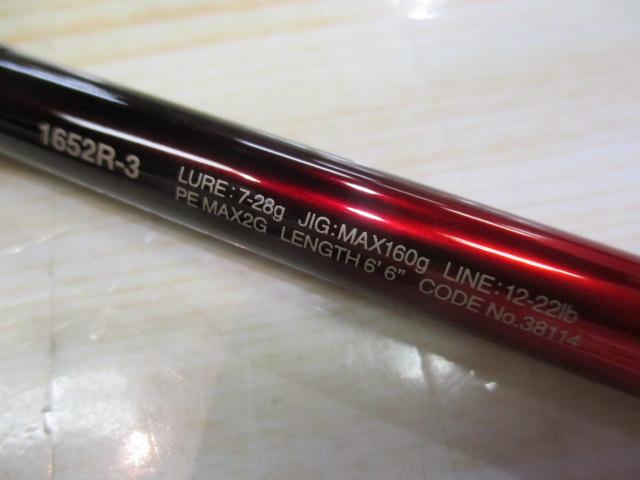 1652R-3
LURE:7-28g JIG:MAX160g LINE:12-22lb
PE MAX2G LENGTH 6'6" CODE No.38114